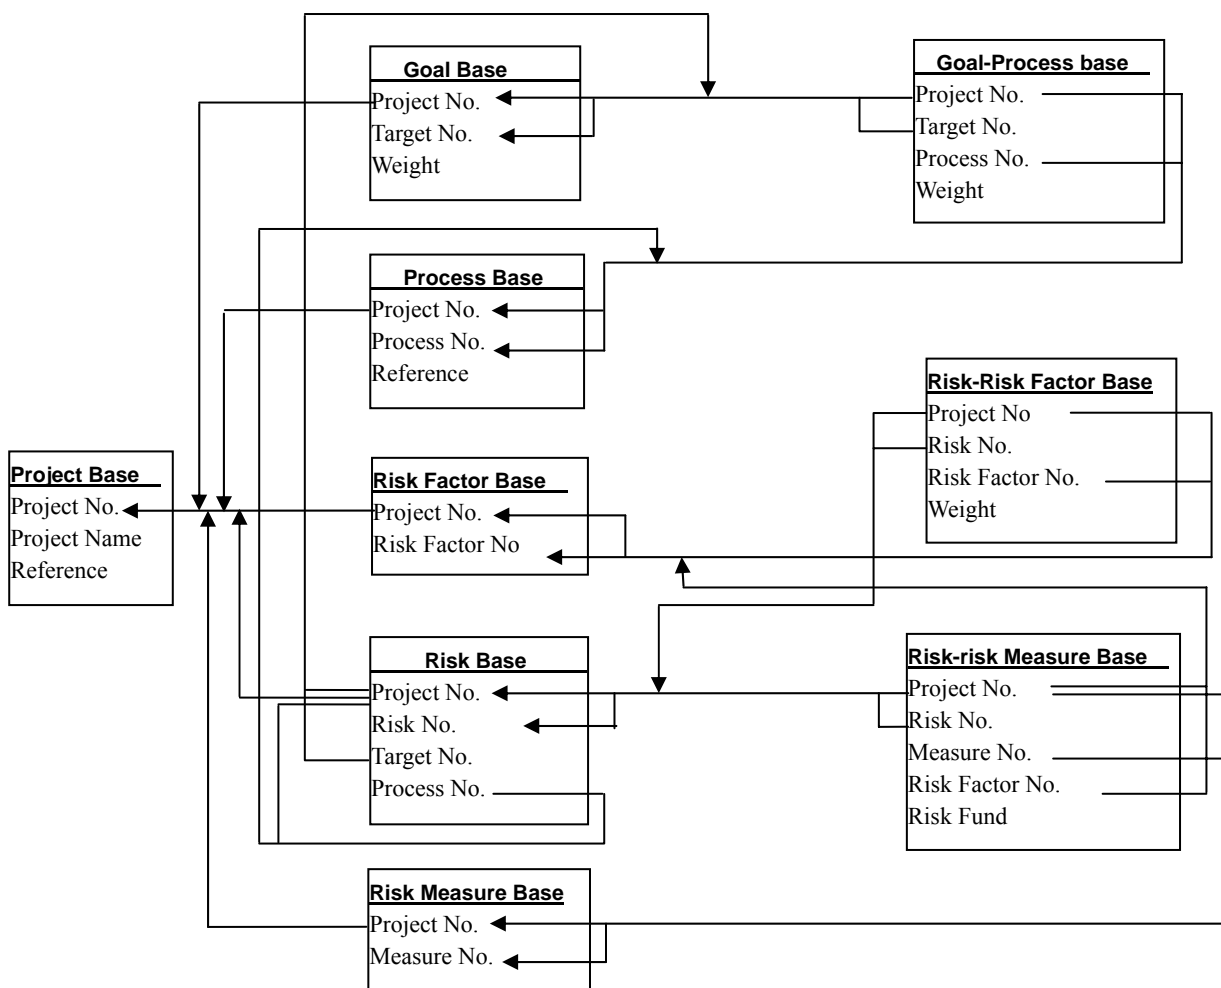 Goal Base
Project No.
Target No.
Weight
Goal-Process base
Project No.
Target No.
Process No.
Weight
Process Base
Project No.
Process No.
Reference
Risk-Risk Factor Base
Project No
Risk No.
Risk Factor No.
Weight
Project Base
Project No.
Project Name
Reference
Risk Factor Base
Project No.
Risk Factor No
Risk Base
Project No.
Risk No.
Target No.
Process No.
Risk-risk Measure Base
Project No.
Risk No.
Measure No.
Risk Factor No.
Risk Fund
Risk Measure Base
Project No.
Measure No.